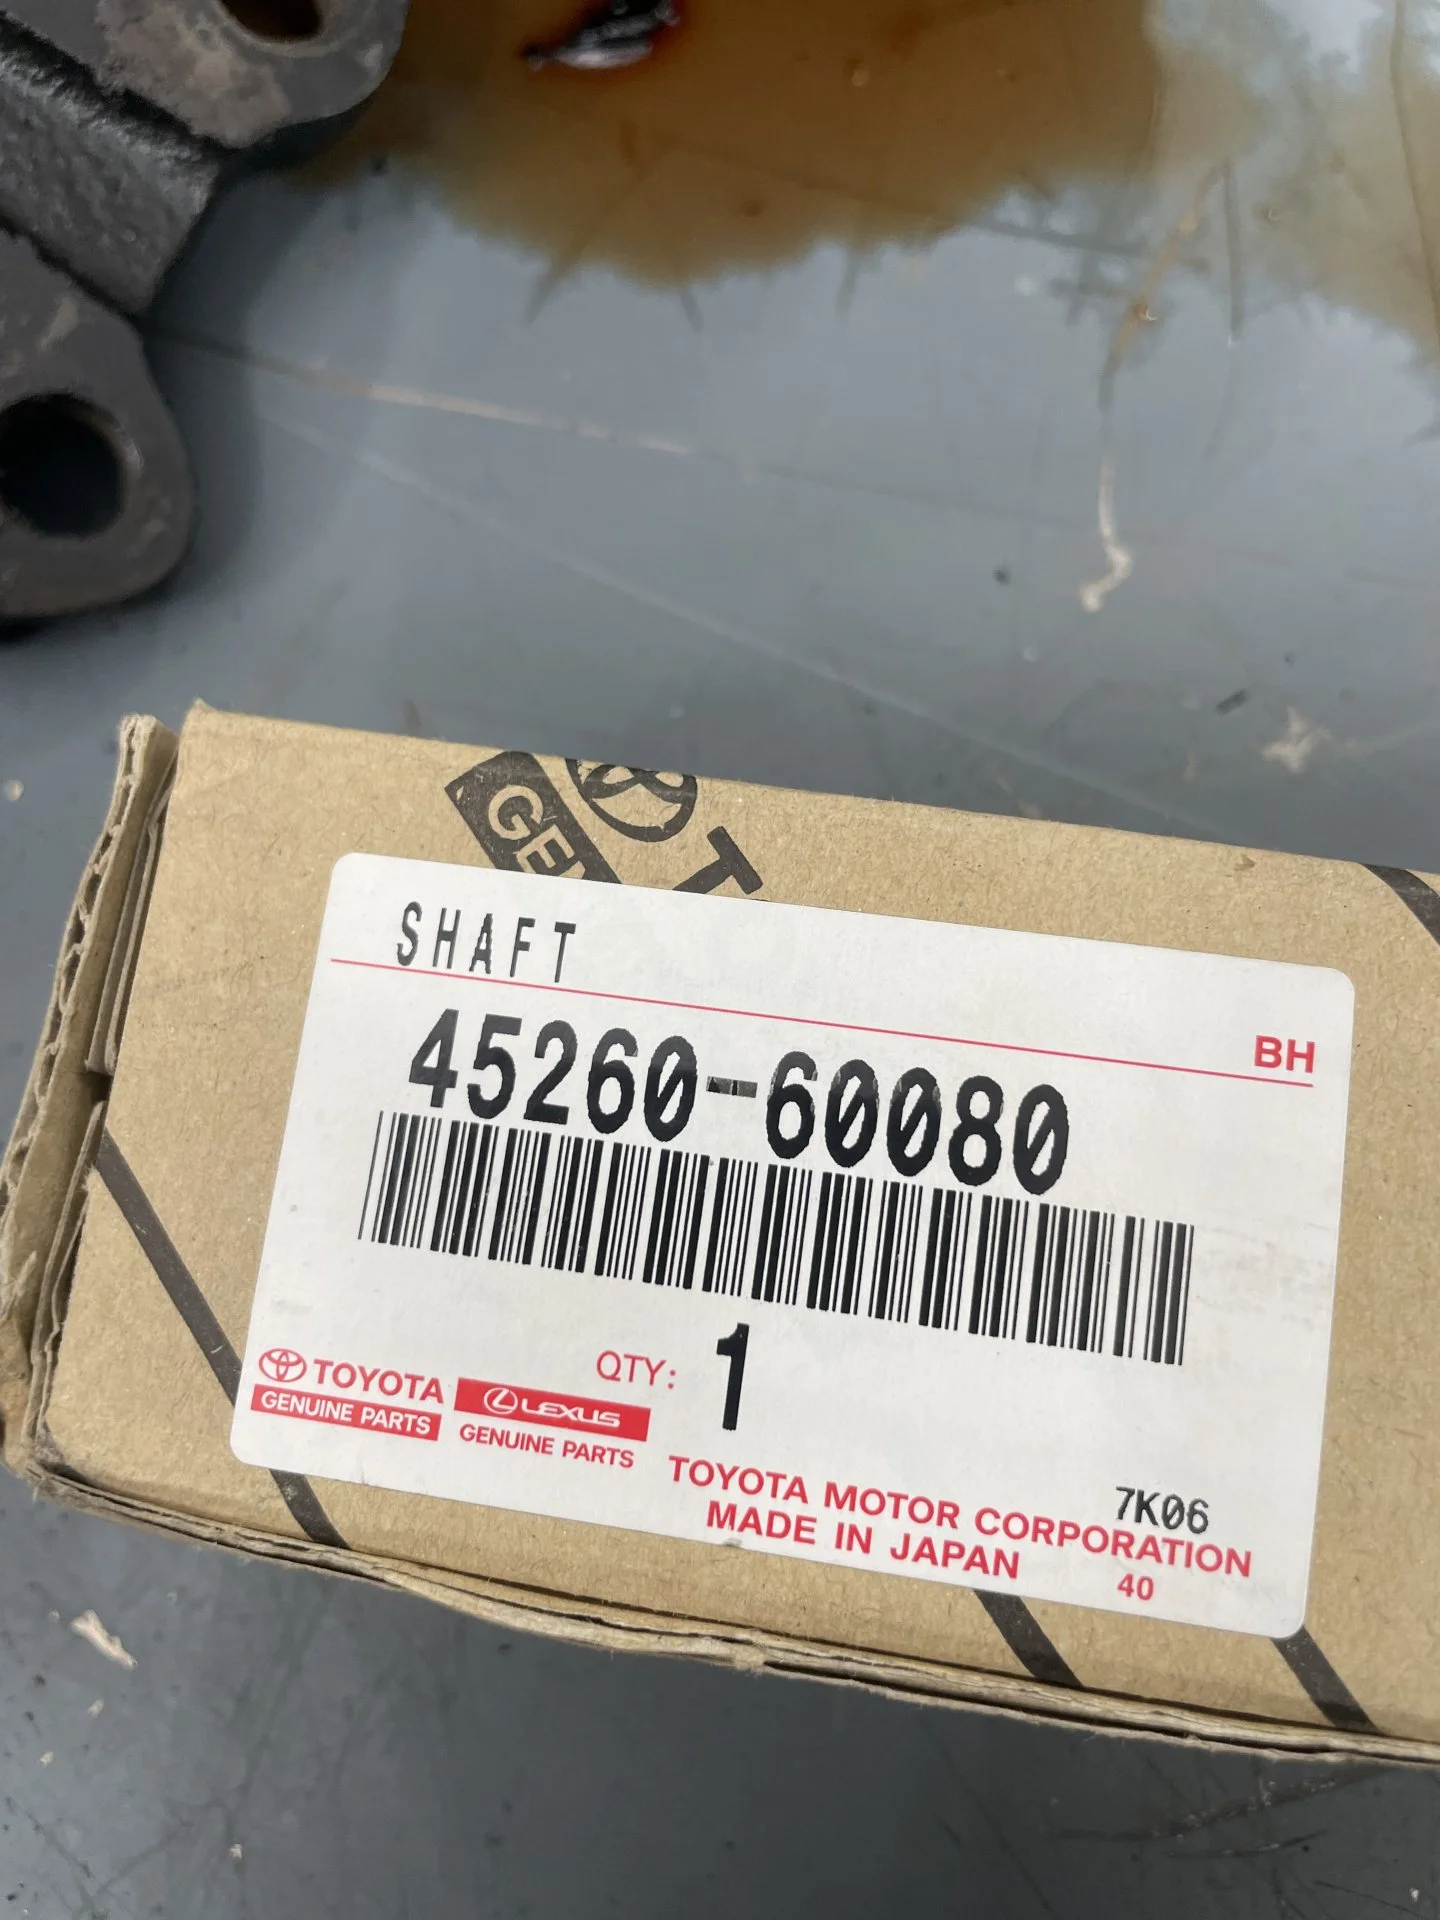 GEN
T
SHAFT
BH
45260-60080
QTY: 1
TOYOTA
GENUINE PARTS
LEXUS
GENUINE PARTS
7K06
TOYOTA MOTOR CORPORATION
MADE IN JAPAN
40